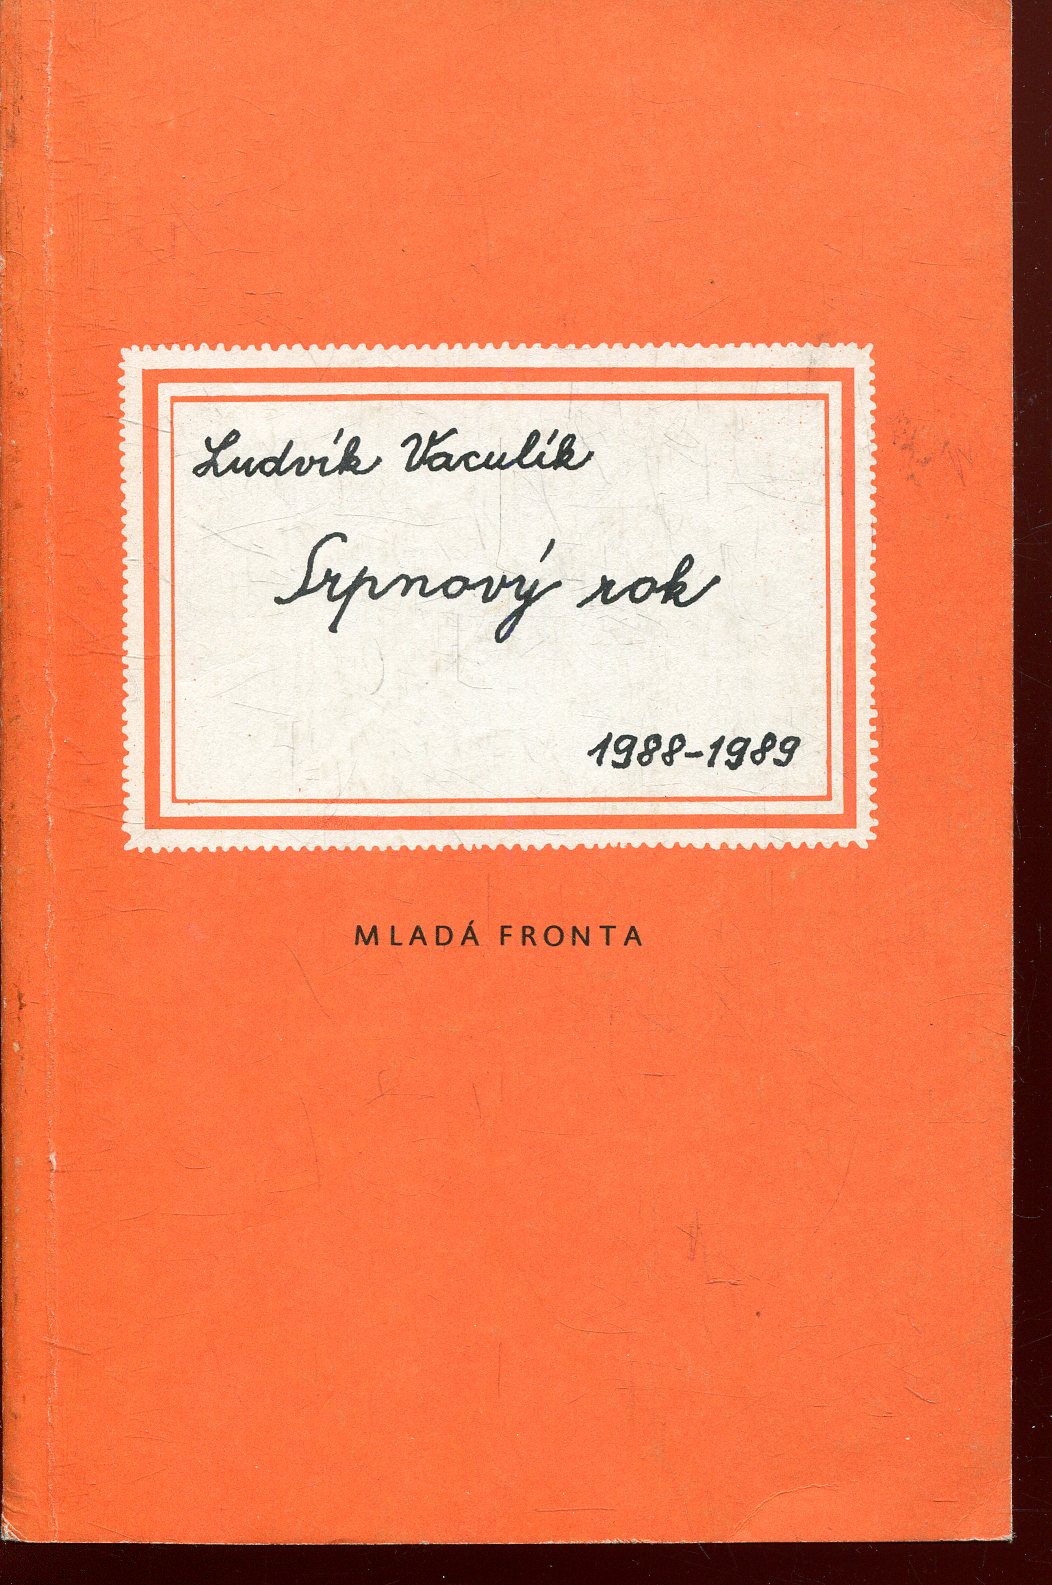 Ludvík Vaculík
Srpnový rok
1988-1989
MLADÁ FRONTA